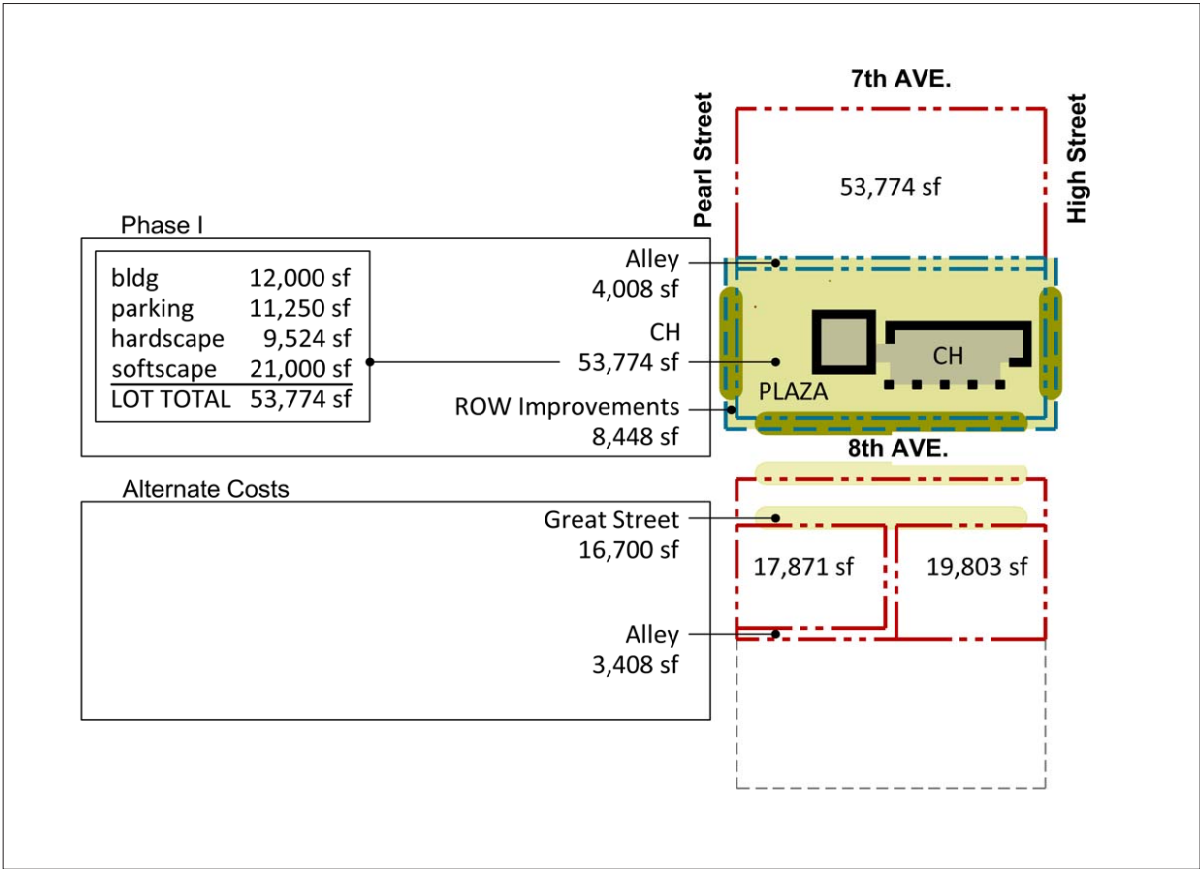 7th AVE.
Pearl Street
High Street
53,774 sf
Phase I
bldg 12,000 sf
parking 11,250 sf
hardscape 9,524 sf
softscape 21,000 sf
LOT TOTAL 53,774 sf
Alley
4,008 sf
CH
53,774 sf
ROW Improvements
8,448 sf
CH
PLAZA
8th AVE.
Alternate Costs
Great Street
16,700 sf
17,871 sf
19,803 sf
Alley
3,408 sf